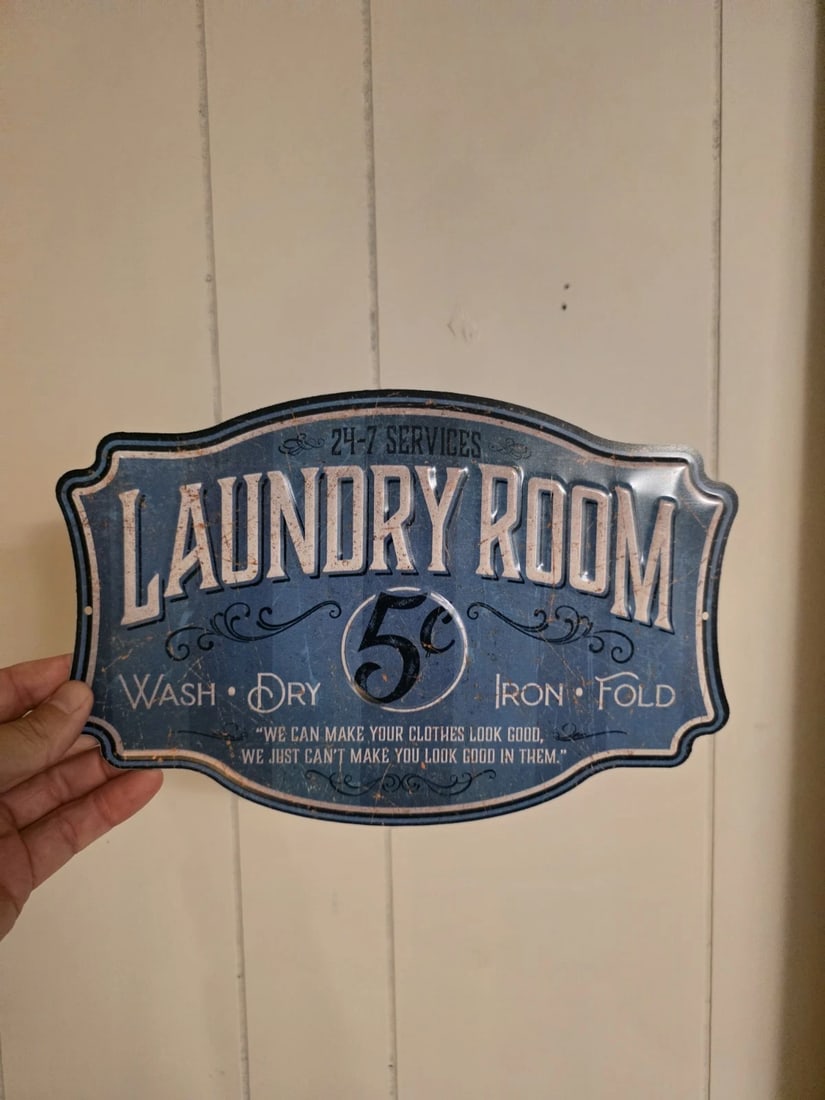 24-7 SERVICES
LAUNDRY ROOM
5¢
WASH • DRY IRON • FOLD
"WE CAN MAKE YOUR CLOTHES LOOK GOOD,
WE JUST CAN'T MAKE YOU LOOK GOOD IN THEM."